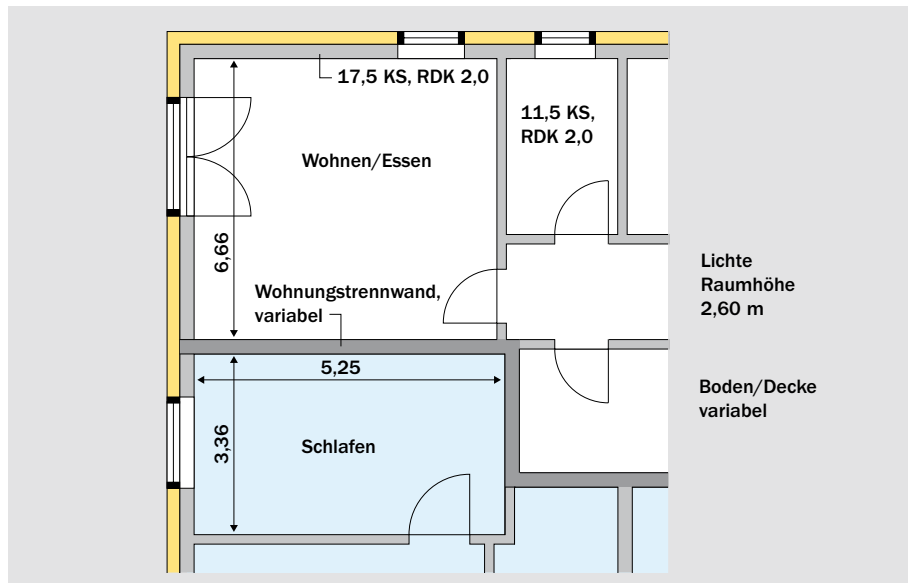 17,5 KS, RDK 2,0
11,5 KS,
RDK 2,0
Wohnen/Essen
6,66
Wohnungstrennwand,
variabel
Lichte
Raumhöhe
2,60 m
5,25
3,36
Schlafen
Boden/Decke
variabel